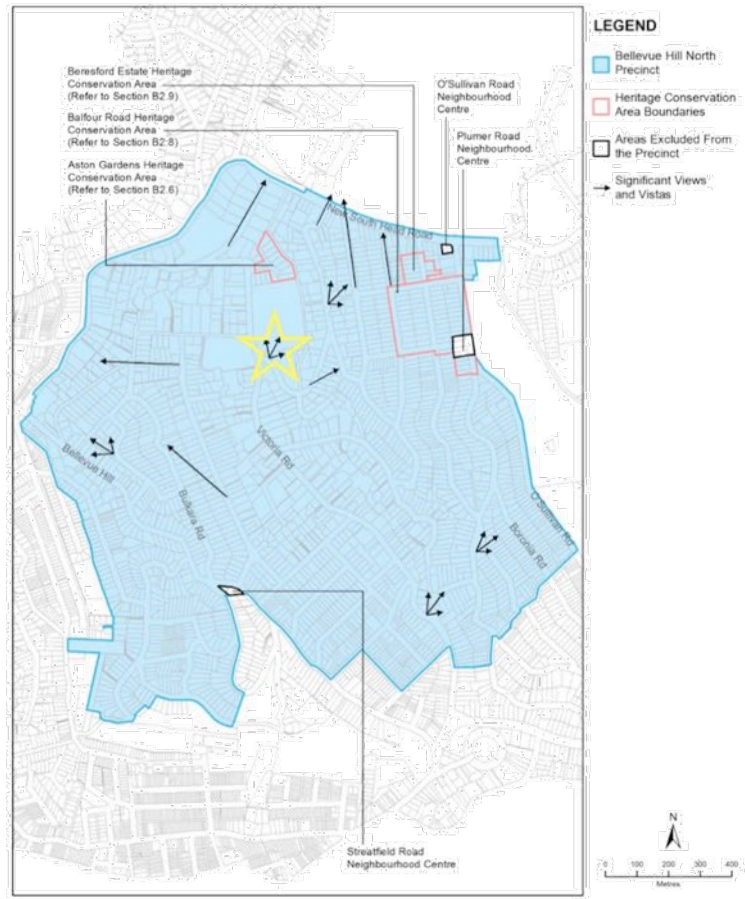 Beresford Estate Heritage
Conservation Area
(Refer to Section B2.9)
Balfour Road Heritage
Conservation Area
(Refer to Section B2.8)
Aston Gardens Heritage
Conservation Area
(Refer to Section B2.6)
O'Sullivan Road
Neighbourhood
Centre
Plumer Road
Neighbourhood
Centre
New South Head Road
Victoria Rd
Bellevue Hill
Bulkara Rd
O'Sullivan Rd
Boronia Rd
Streatfield Road
Neighbourhood Centre
LEGEND
Bellevue Hill North
Precinct
Heritage Conservation
Area Boundaries
Areas Excluded From
the Precinct
Significant Views
and Vistas
N
0 100 200 300 400
Metres